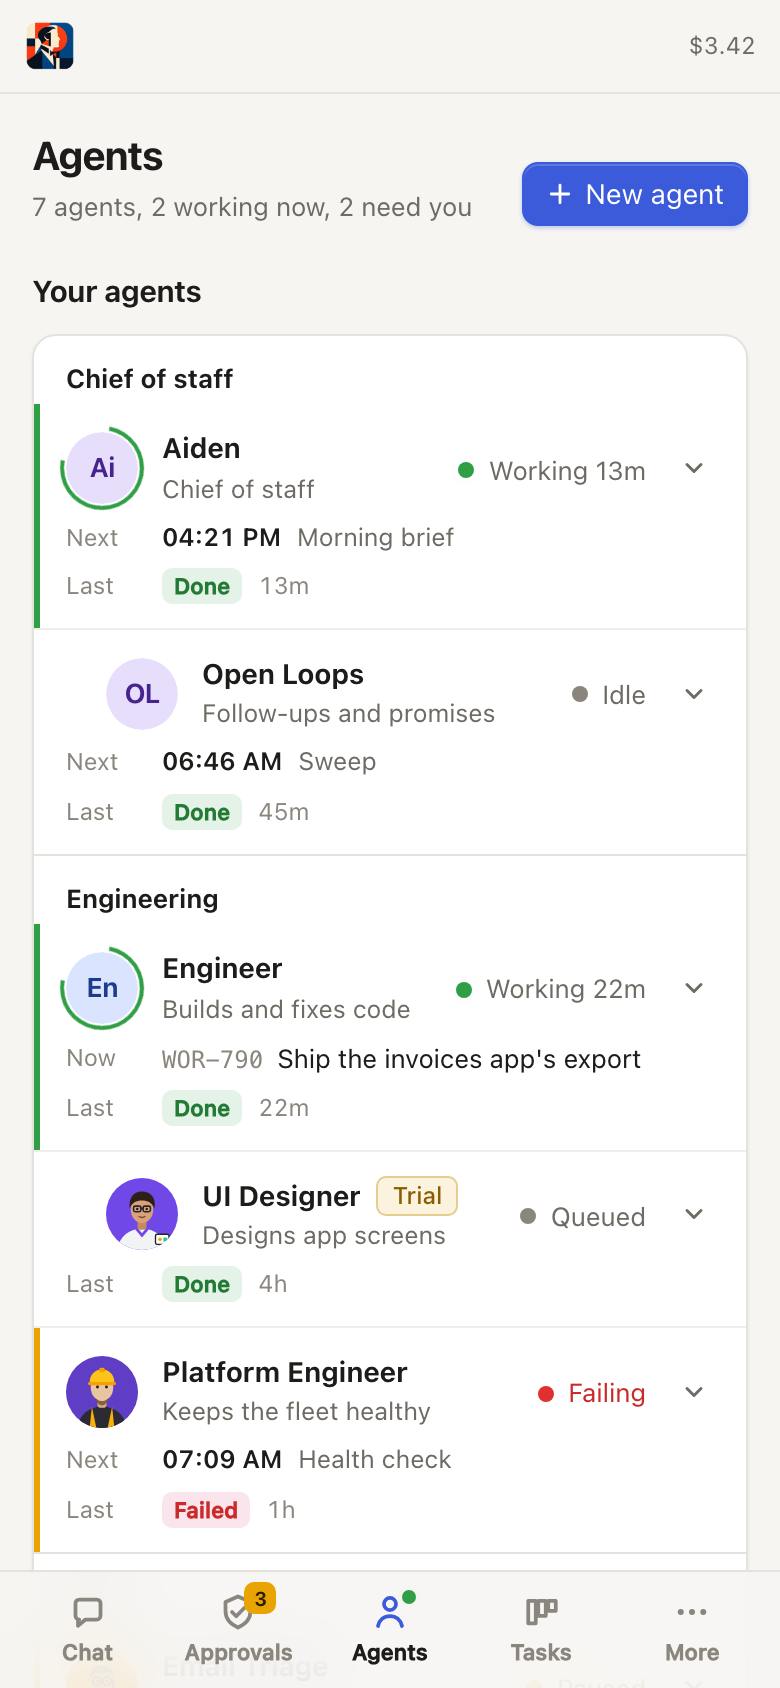 $3.42
Agents
7 agents, 2 working now, 2 need you
+ New agent
Your agents
Chief of staff
Ai
Aiden
Chief of staff
Working 13m
Next 04:21 PM Morning brief
Last Done 13m
OL
Open Loops
Follow-ups and promises
Idle
Next 06:46 AM Sweep
Last Done 45m
Engineering
En
Engineer
Builds and fixes code
Working 22m
Now WOR-790 Ship the invoices app's export
Last Done 22m
UI Designer Trial
Designs app screens
Queued
Last Done 4h
Platform Engineer
Keeps the fleet healthy
Failing
Next 07:09 AM Health check
Last Failed 1h
3
Chat Approvals Agents Tasks More
Email Triage
Paused